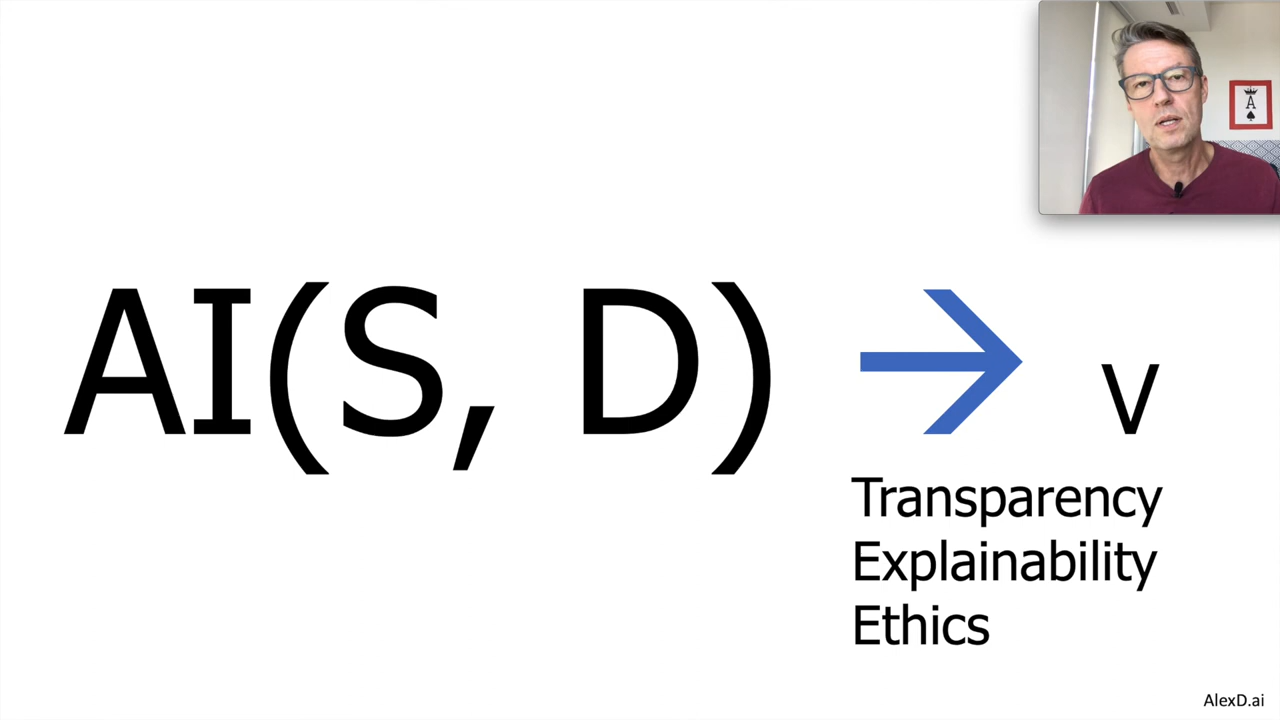 A
AI(S, D) → v
Transparency
Explainability
Ethics
AlexD.ai